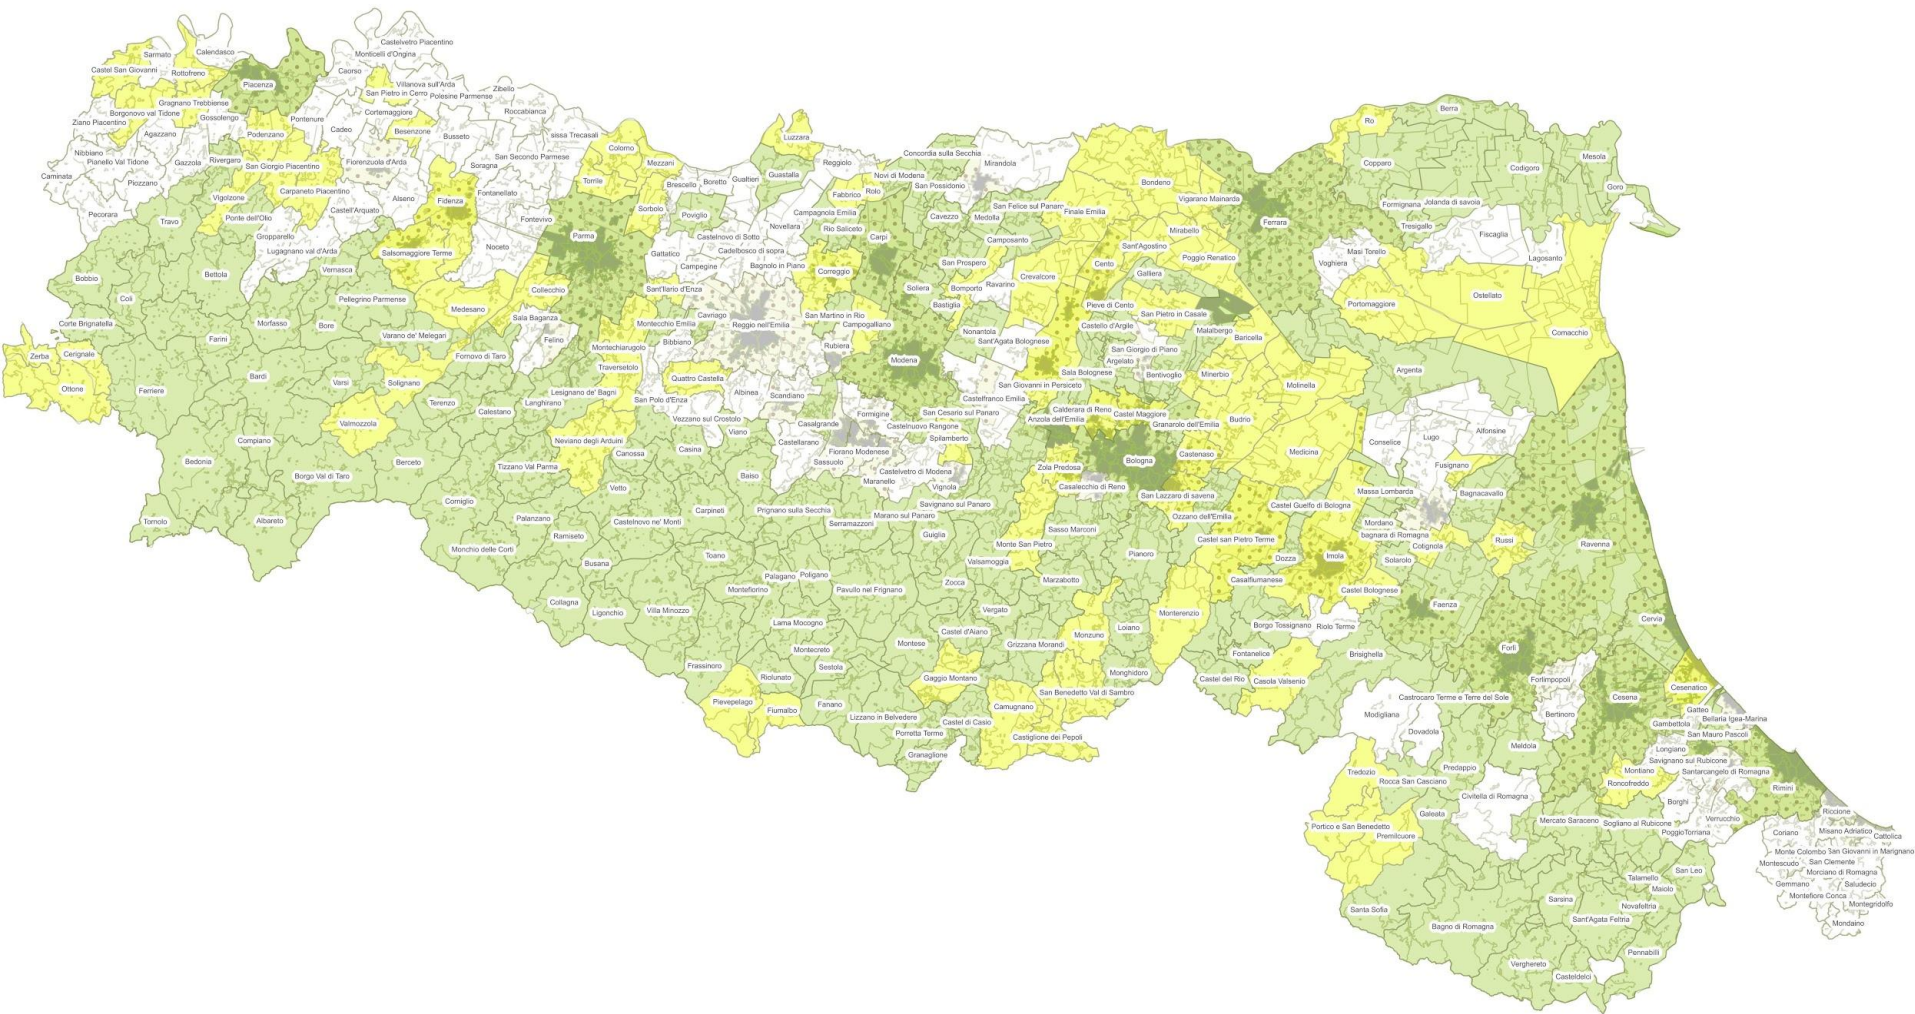 Castelvetro Piacentino
Monticelli d'Ongina
Sarmato
Calendasco
Caorso
Castel San Giovanni
Rottofreno
Piacenza
Villanova sull'Arda
Zibello
San Pietro in Cerro
Polesine Parmense
Gragnano Trebbiense
Borgonovo val Tidone
Gossolengo
Pontenure
Cortemaggiore
Roccabianca
Ziano Piacentino
Agazzano
Podenzano
Cadeo
Besenzone
Busseto
sissa Trecasali
Nibbiano
Pianello Val Tidone
Gazzola
Rivergaro
San Giorgio Piacentino
Fiorenzuola d'Arda
Soragna
San Secondo Parmese
Colorno
Mezzani
Caminata
Piozzano
Vigolzone
Carpaneto Piacentino
Alseno
Fidenza
Fontanellato
Torrile
Pecorara
Travo
Ponte dell'Olio
Castell'Arquato
Fontevivo
Sorbolo
Gropparello
Lugagnano val d'Arda
Vernasca
Salsomaggiore Terme
Noceto
Parma
Bobbio
Bettola
Coli
Pellegrino Parmense
Medesano
Collecchio
Corte Brignatella
Morfasso
Bore
Varano de' Melegari
Sala Baganza
Felino
Farini
Zerba
Cerignale
Ottone
Ferriere
Bardi
Varsi
Solignano
Fornovo di Taro
Montechiarugolo
Traversetolo
Lesignano de' Bagni
Langhirano
Terenzo
Calestano
Valmozzola
Compiano
Bedonia
Borgo Val di Taro
Berceto
Neviano degli Arduini
Tizzano Val Parma
Canossa
Tornolo
Albareto
Corniglio
Palanzano
Monchio delle Corti
Luzzara
Reggiolo
Guastalla
Gualtieri
Boretto
Brescello
Poviglio
Fabbrico
Rolo
Novi di Modena
Campagnola Emilia
Rio Saliceto
Novellara
Castelnovo di Sotto
Cadelbosco di sopra
Gattatico
Campegine
Bagnolo in Piano
Correggio
Sant'Ilario d'Enza
Cavriago
Montecchio Emilia
Reggio nell'Emilia
San Martino in Rio
Campogalliano
Bibbiano
Rubiera
Quattro Castella
Albinea
Scandiano
San Polo d'Enza
Vezzano sul Crostolo
Viano
Casalgrande
Castellarano
Casina
Baiso
Vetto
Carpineti
Castelnovo ne' Monti
Ramiseto
Toano
Busana
Collagna
Ligonchio
Villa Minozzo
Concordia sulla Secchia
Mirandola
San Possidonio
Cavezzo
Medolla
San Felice sul Panaro
Finale Emilia
Carpi
Camposanto
San Prospero
Soliera
Bomporto
Ravarino
Bastiglia
Nonantola
Modena
Castelfranco Emilia
San Cesario sul Panaro
Formigine
Castelnuovo Rangone
Spilamberto
Fiorano Modenese
Sassuolo
Maranello
Castelvetro di Modena
Vignola
Savignano sul Panaro
Marano sul Panaro
Prignano sulla Secchia
Serramazzoni
Guiglia
Palagano
Poligano
Montefiorino
Pavullo nel Frignano
Zocca
Lama Mocogno
Montecreto
Montese
Frassinoro
Riolunato
Sestola
Pievepelago
Fiumalbo
Fanano
Bondeno
Vigarano Mainarda
Mirabello
Sant'Agostino
Poggio Renatico
Cento
Ferrara
Ro
Berra
Copparo
Codigoro
Mesola
Goro
Formignana
Jolanda di savoia
Tresigallo
Fiscaglia
Lagosanto
Masi Torello
Voghiera
Portomaggiore
Ostellato
Comacchio
Argenta
Crevalcore
Galliera
Pieve di Cento
San Pietro in Casale
Castello d'Argile
Malalbergo
Baricella
Sant'Agata Bolognese
San Giorgio di Piano
Argelato
Bentivoglio
Minerbio
Sala Bolognese
San Giovanni in Persiceto
Molinella
Calderara di Reno
Castel Maggiore
Anzola dell'Emilia
Granarolo dell'Emilia
Budrio
Castenaso
Medicina
Bologna
Zola Predosa
Casalecchio di Reno
San Lazzaro di savena
Ozzano dell'Emilia
Castel Guelfo di Bologna
Sasso Marconi
Monte San Pietro
Castel san Pietro Terme
Dozza
Imola
Pianoro
Valsamoggia
Marzabotto
Casalfiumanese
Monterenzio
Vergato
Borgo Tossignano
Castel d'Aiano
Monzuno
Loiano
Grizzana Morandi
Fontanelice
Gaggio Montano
Monghidoro
Castel del Rio
San Benedetto Val di Sambro
Camugnano
Lizzano in Belvedere
Castel di Casio
Porretta Terme
Castiglione dei Pepoli
Granaglione
Conselice
Lugo
Alfonsine
Fusignano
Massa Lombarda
Bagnacavallo
Mordano
bagnara di Romagna
Cotignola
Russi
Ravenna
Solarolo
Castel Bolognese
Faenza
Riolo Terme
Brisighella
Casola Valsenio
Cervia
Forlì
Forlimpopoli
Cesena
Cesenatico
Castrocaro Terme e Terre del Sole
Modigliana
Bertinoro
Gatteo
Bellaria Igea-Marina
Gambettola
San Mauro Pascoli
Dovadola
Meldola
Longiano
Savignano sul Rubicone
Predappio
Montiano
Santarcangelo di Romagna
Tredozio
Rocca San Casciano
Roncofreddo
Rimini
Civitella di Romagna
Borghi
Galeata
Verrucchio
Riccione
Portico e San Benedetto
Premilcuore
Mercato Saraceno
Sogliano al Rubicone
PoggioTorriana
Coriano
Misano Adriatico
Cattolica
Monte Colombo
San Giovanni in Marignano
Montescudo
San Clemente
Morciano di Romagna
Gemmano
Saludecio
Montefiore Conca
Montegridolfo
Mondaino
San Leo
Talamello
Maiolo
Sarsina
Novafeltria
Santa Sofia
Sant'Agata Feltria
Bagno di Romagna
Pennabilli
Verghereto
Casteldelci